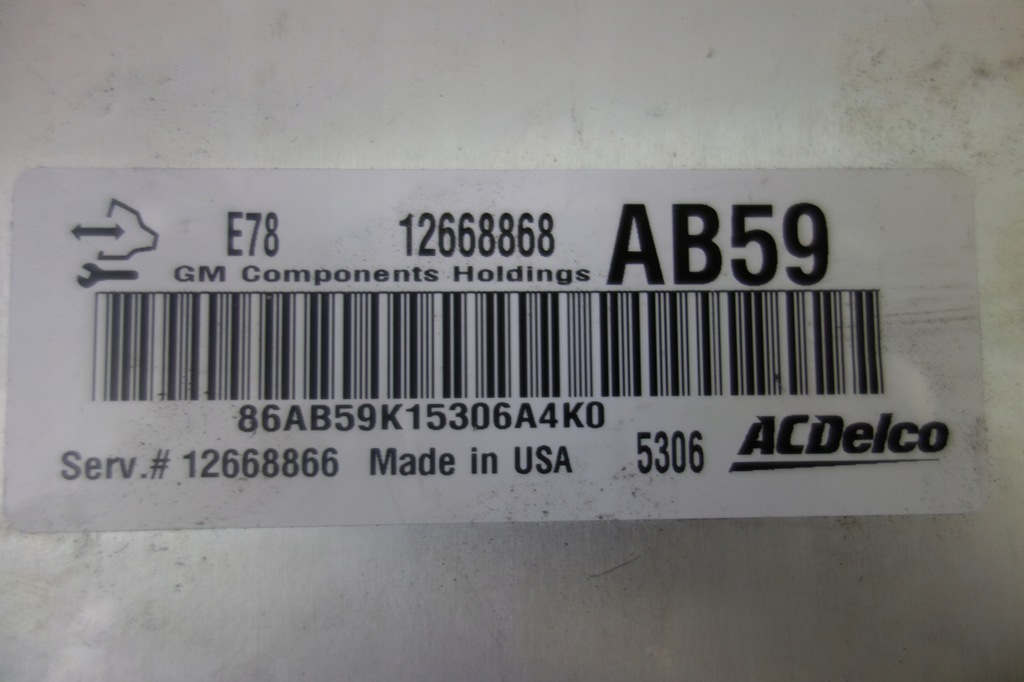 E78 12668868 AB59
GM Components Holdings
86AB59K15306A4K0
Serv.# 12668866 Made in USA 5306 ACDelco